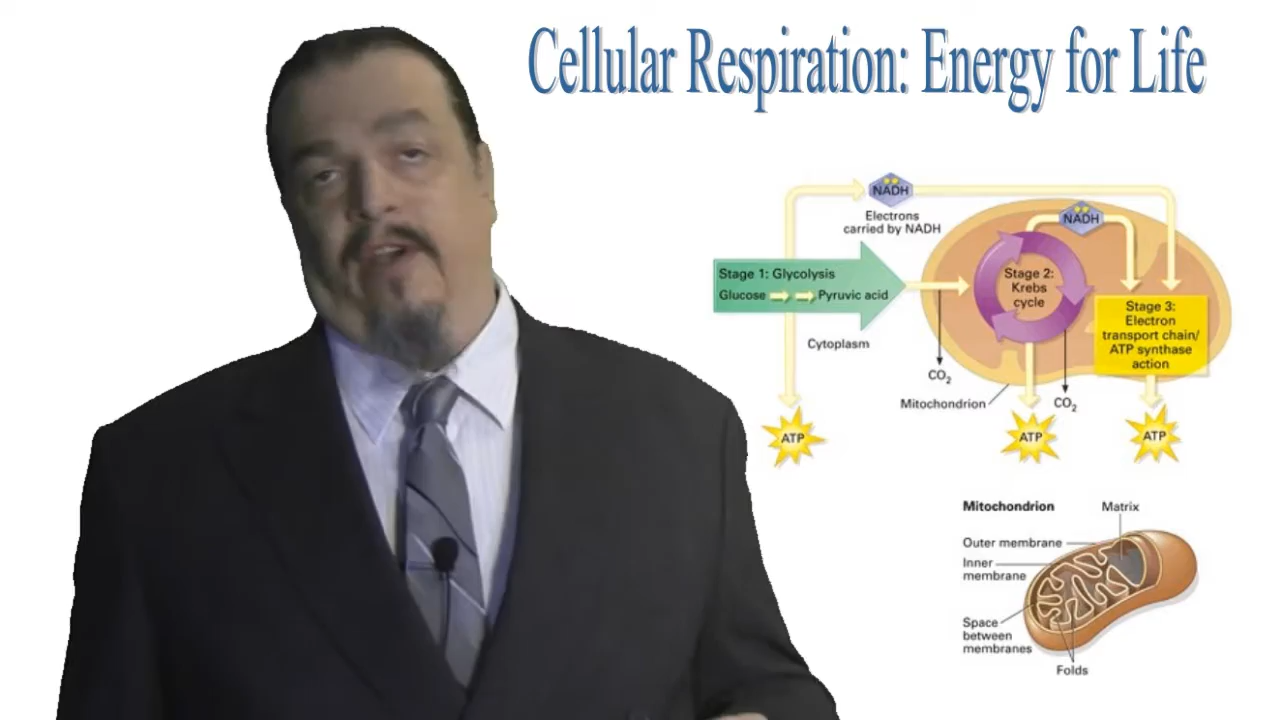 Cellular Respiration: Energy for Life
NADH
Electrons
carried by NADH
NADH
Stage 1: Glycolysis
Glucose
Pyruvic acid
Stage 2:
Krebs
cycle
Stage 3:
Electron
transport chain/
ATP synthase
action
Cytoplasm
CO₂
Mitochondrion
CO₂
ATP
ATP
ATP
Mitochondrion
Matrix
Outer membrane
Inner
membrane
Space
between
membranes
Folds